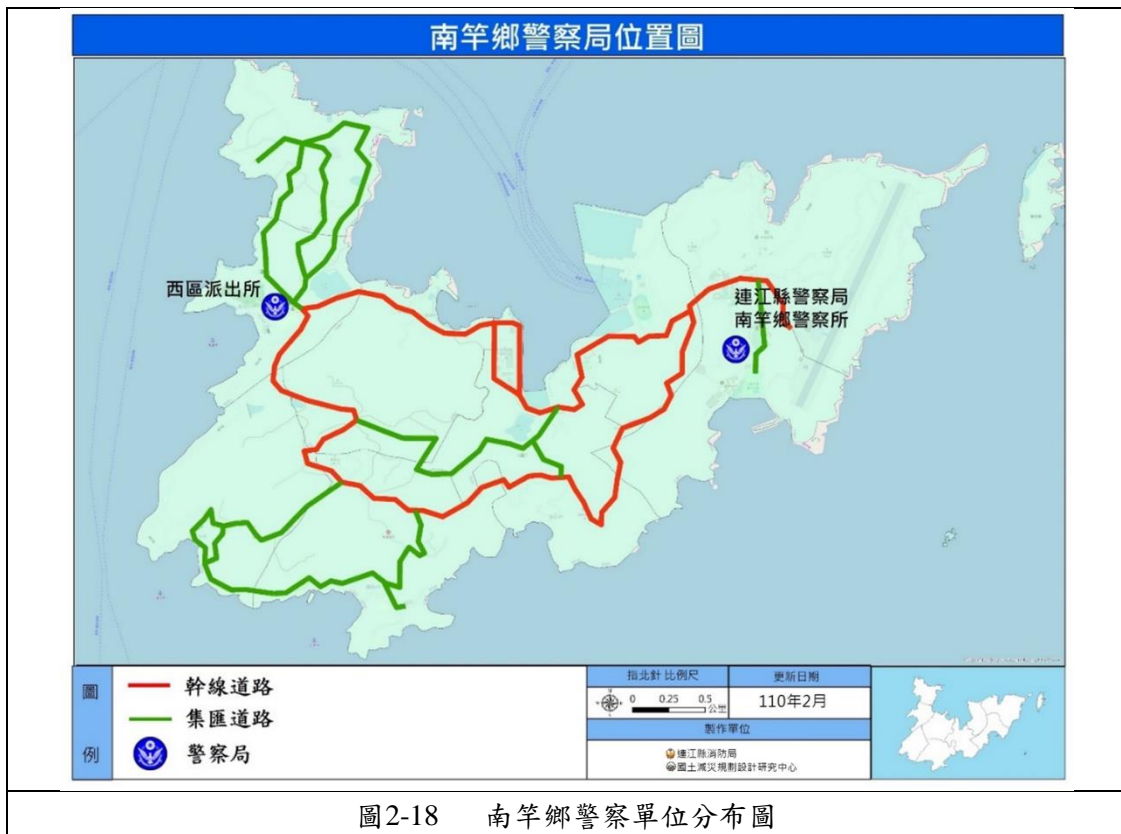 南竿鄉警察局位置圖
西區派出所
連江縣警察局
南竿鄉警察所
圖
例
幹線道路
集匯道路
警察局
指北針 比例尺
0 0.25 0.5
公里
更新日期
110年2月
製作單位
連江縣消防局
國土減災規劃設計研究中心
圖2-18 南竿鄉警察單位分布圖